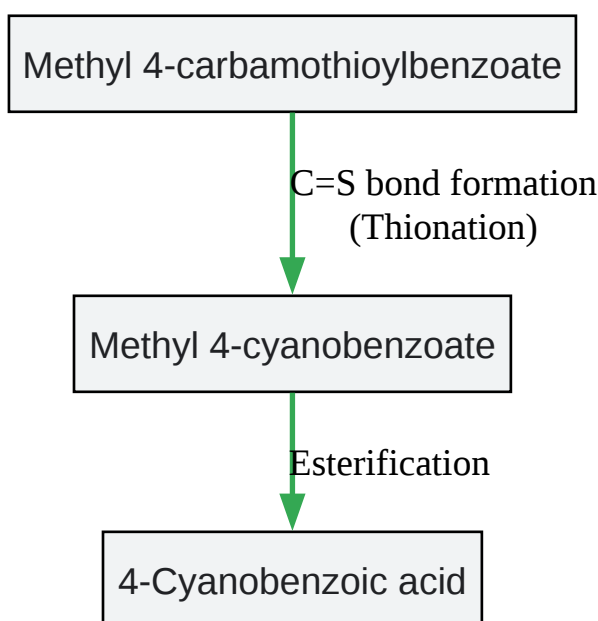 Methyl 4-carbamothioylbenzoate
C=S bond formation
(Thionation)
Methyl 4-cyanobenzoate
Esterification
4-Cyanobenzoic acid